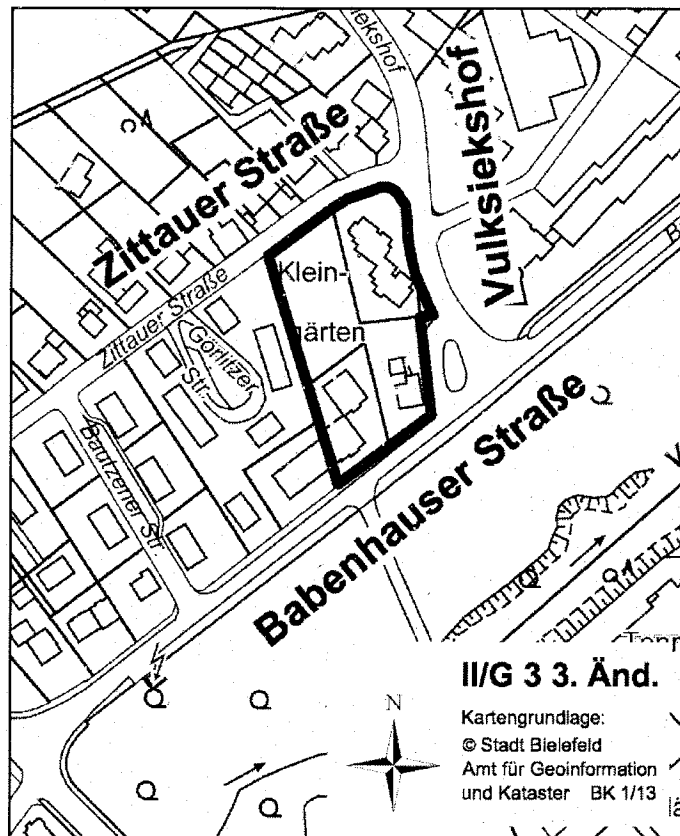 iekshof
Vulksiekshof
Zittauer Straße
Klein-
gärten
Zittauer Straße
Görlitzer
Str.
Bautzener Str.
Babenhauser Straße
B
V
Tenn
II/G 3 3. Änd.
N
Kartengrundlage:
© Stadt Bielefeld
Amt für Geoinformation
und Kataster BK 1/13